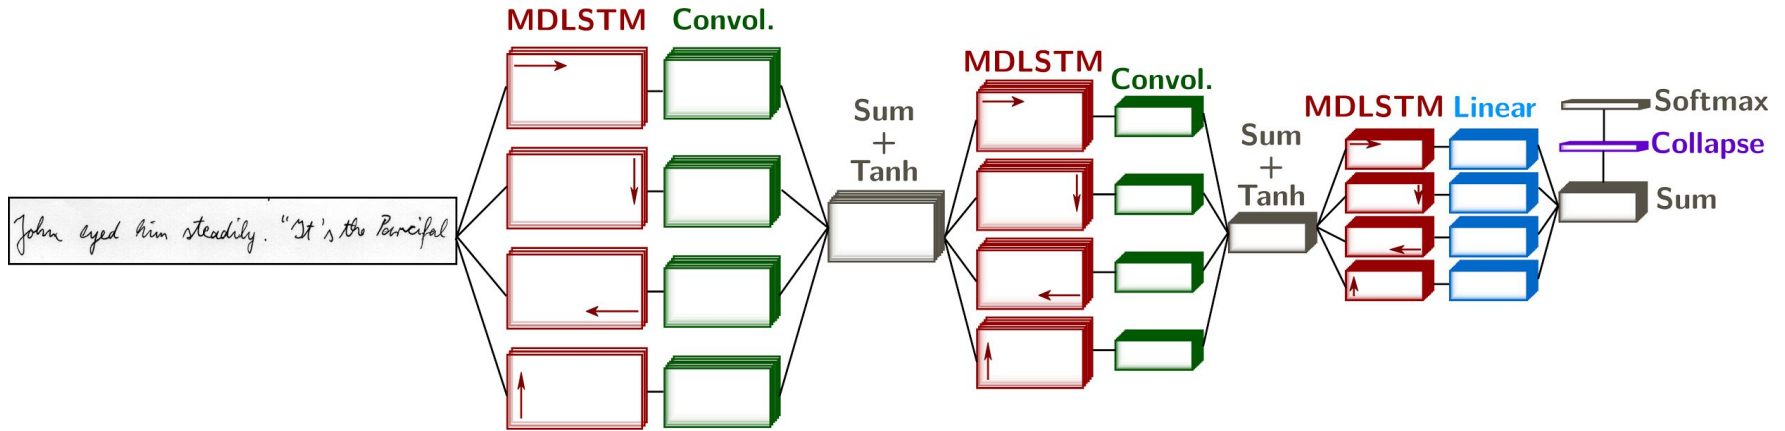 MDLSTM Convol.
Sum
+
Tanh
MDLSTM
Convol.
Sum
+
Tanh
MDLSTM Linear
Softmax
Collapse
Sum
John eyed him steadily. "It's the Parcifal